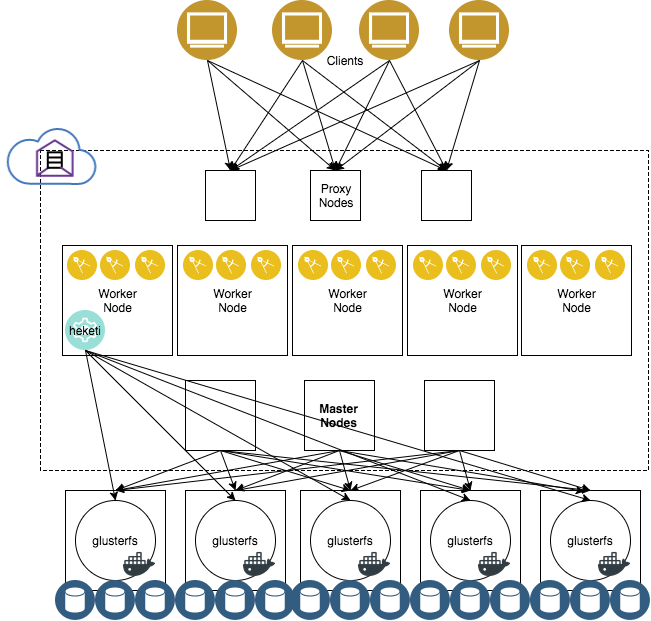 Clients
Proxy
Nodes
Worker
Node
Worker
Node
Worker
Node
Worker
Node
Worker
Node
heketi
Master
Nodes
glusterfs
glusterfs
glusterfs
glusterfs
glusterfs